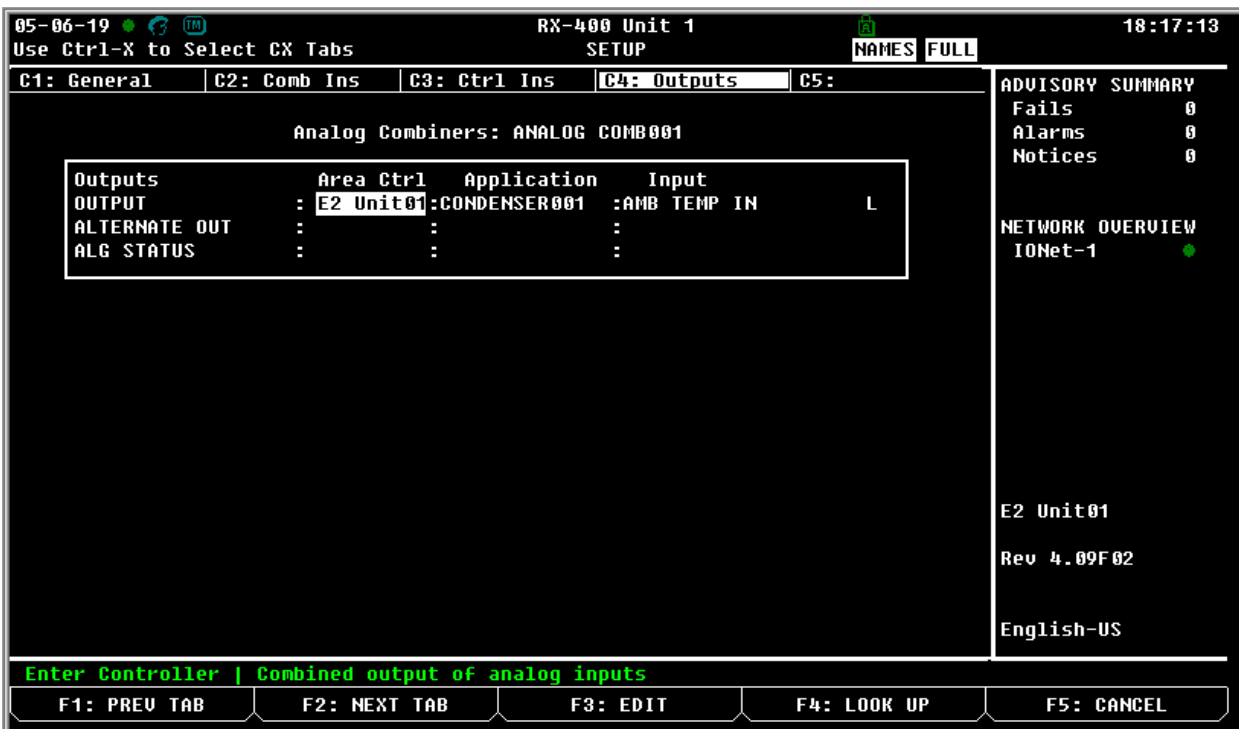 05-06-19 TM RX-400 Unit 1 18:17:13
Use Ctrl-X to Select CX Tabs SETUP NAMES FULL
C1: General C2: Comb Ins C3: Ctrl Ins C4: Outputs C5:
Analog Combiners: ANALOG COMB001
Outputs Area Ctrl Application Input
OUTPUT : E2 Unit01:CONDENSER001 :AMB TEMP IN L
ALTERNATE OUT : : :
ALG STATUS : : :
ADVISORY SUMMARY
Fails 0
Alarms 0
Notices 0
NETWORK OVERVIEW
IONet-1
E2 Unit01
Rev 4.09F02
English-US
Enter Controller | Combined output of analog inputs
F1: PREV TAB F2: NEXT TAB F3: EDIT F4: LOOK UP F5: CANCEL